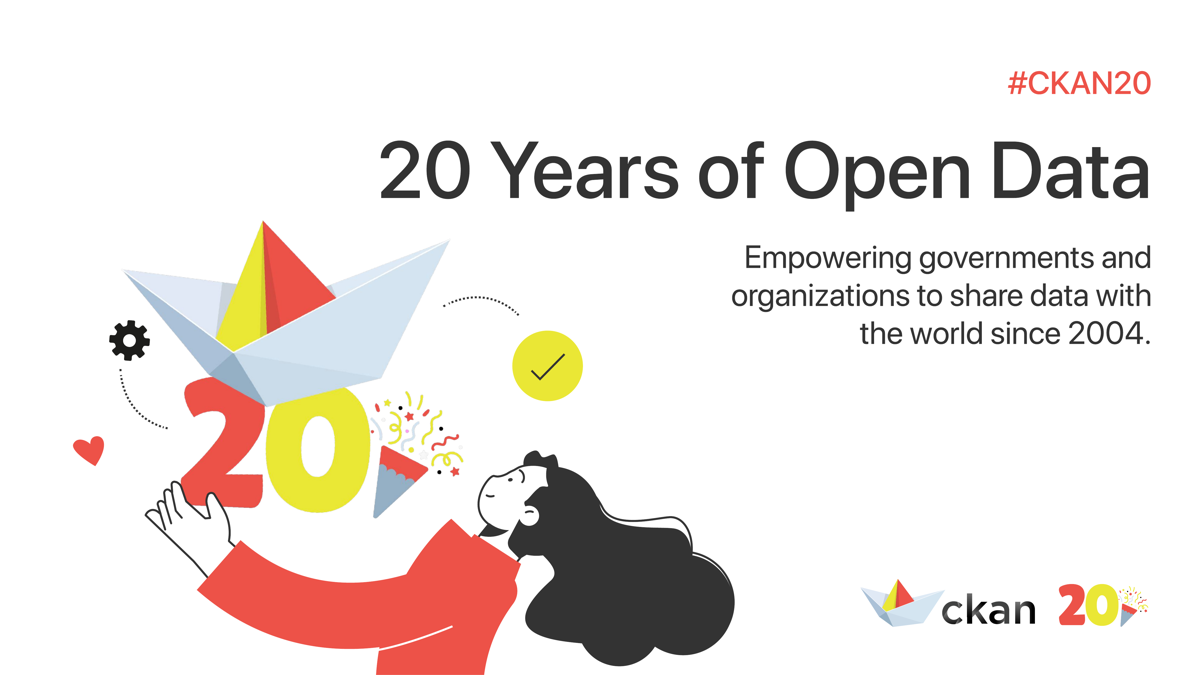 #CKAN20
20 Years of Open Data
Empowering governments and
organizations to share data with
the world since 2004.
20
ckan 20